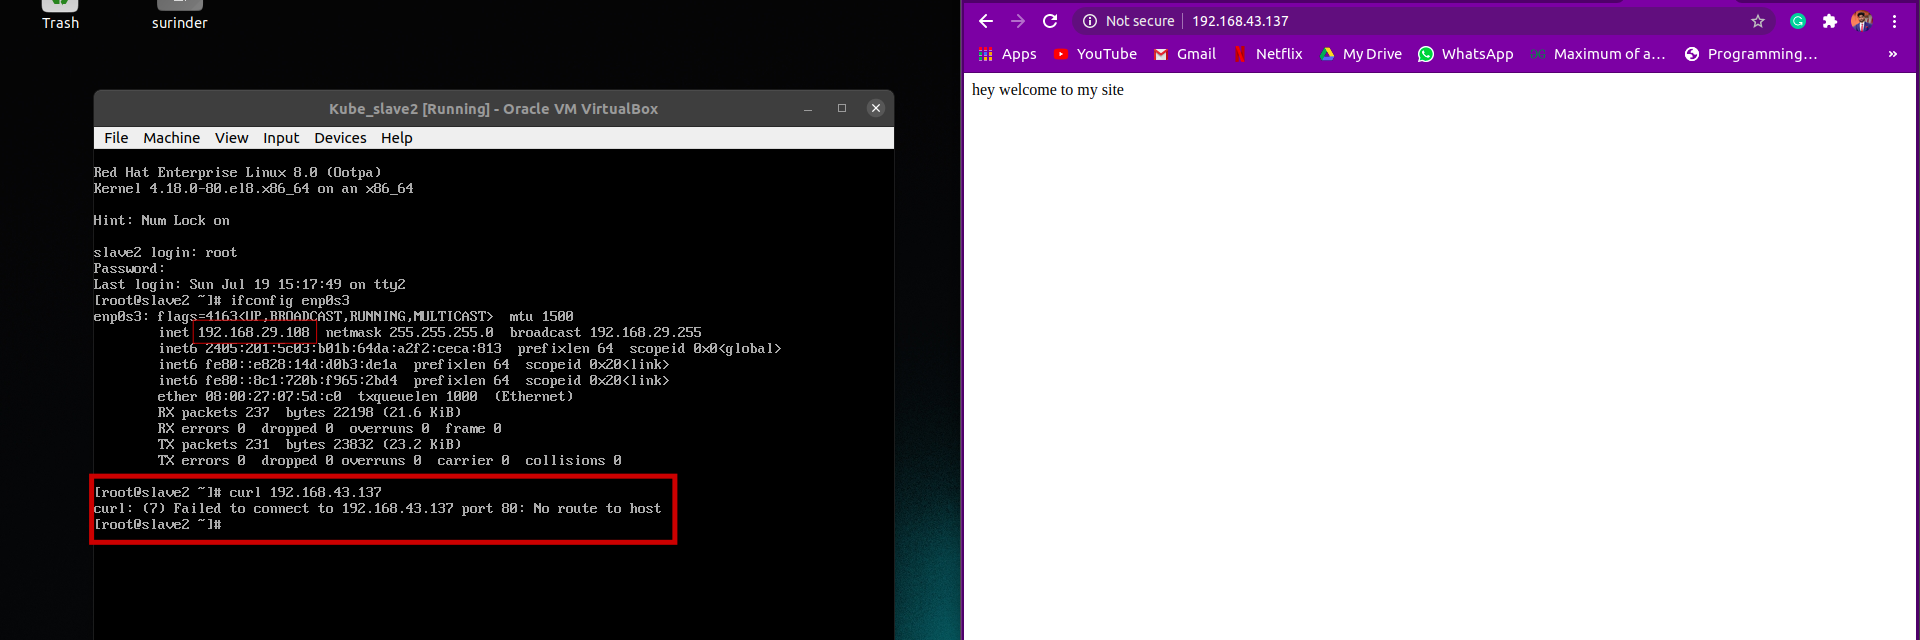 Trash
surinder
Kube_slave2 [Running] - Oracle VM VirtualBox
File Machine View Input Devices Help
Red Hat Enterprise Linux 8.0 (Ootpa)
Kernel 4.18.0-80.el8.x86_64 on an x86_64
Hint: Num Lock on
slave2 login: root
Password:
Last login: Sun Jul 19 15:17:49 on tty2
[root@slave2 ~]# ifconfig enp0s3
enp0s3: flags=4163<UP,BROADCAST,RUNNING,MULTICAST>  mtu 1500
inet 192.168.29.108  netmask 255.255.255.0  broadcast 192.168.29.255
inet6 2405:201:5c03:b01b:64da:a2f2:ceca:813  prefixlen 64  scopeid 0x0<global>
inet6 fe80::e828:14d:d0b3:de1a  prefixlen 64  scopeid 0x20<link>
inet6 fe80::8c1:720b:f965:2bd4  prefixlen 64  scopeid 0x20<link>
ether 08:00:27:07:5d:c0  txqueuelen 1000  (Ethernet)
RX packets 237  bytes 22198 (21.6 KiB)
RX errors 0  dropped 0  overruns 0  frame 0
TX packets 231  bytes 23832 (23.2 KiB)
TX errors 0  dropped 0 overruns 0  carrier 0  collisions 0
[root@slave2 ~]# curl 192.168.43.137
curl: (7) Failed to connect to 192.168.43.137 port 80: No route to host
[root@slave2 ~]#
Not secure 192.168.43.137
Apps YouTube Gmail Netflix My Drive WhatsApp Maximum of a... Programming... »
hey welcome to my site